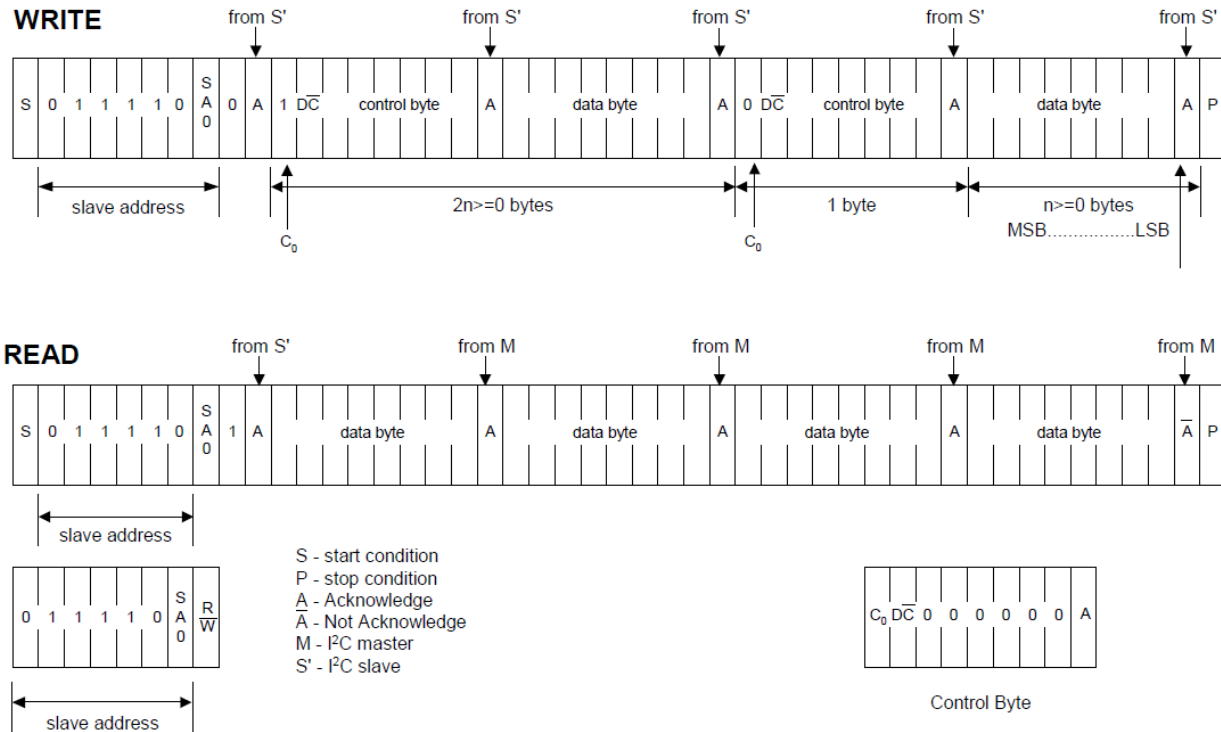 WRITE
from S' from S' from S' from S' from S'
S 0 1 1 1 1 0 SA0 0 A 1 DC̅ control byte A data byte A 0 DC̅ control byte A data byte A P
slave address 2n>=0 bytes 1 byte n>=0 bytes
C₀ C₀ MSB.................LSB
READ
from S' from M from M from M from M
S 0 1 1 1 1 0 SA0 1 A data byte A data byte A data byte A data byte A̅ P
slave address
0 1 1 1 1 0 SA0 R/W̅
slave address
S - start condition
P - stop condition
A - Acknowledge
A̅ - Not Acknowledge
M - I²C master
S' - I²C slave
C₀ DC̅ 0 0 0 0 0 0 A
Control Byte